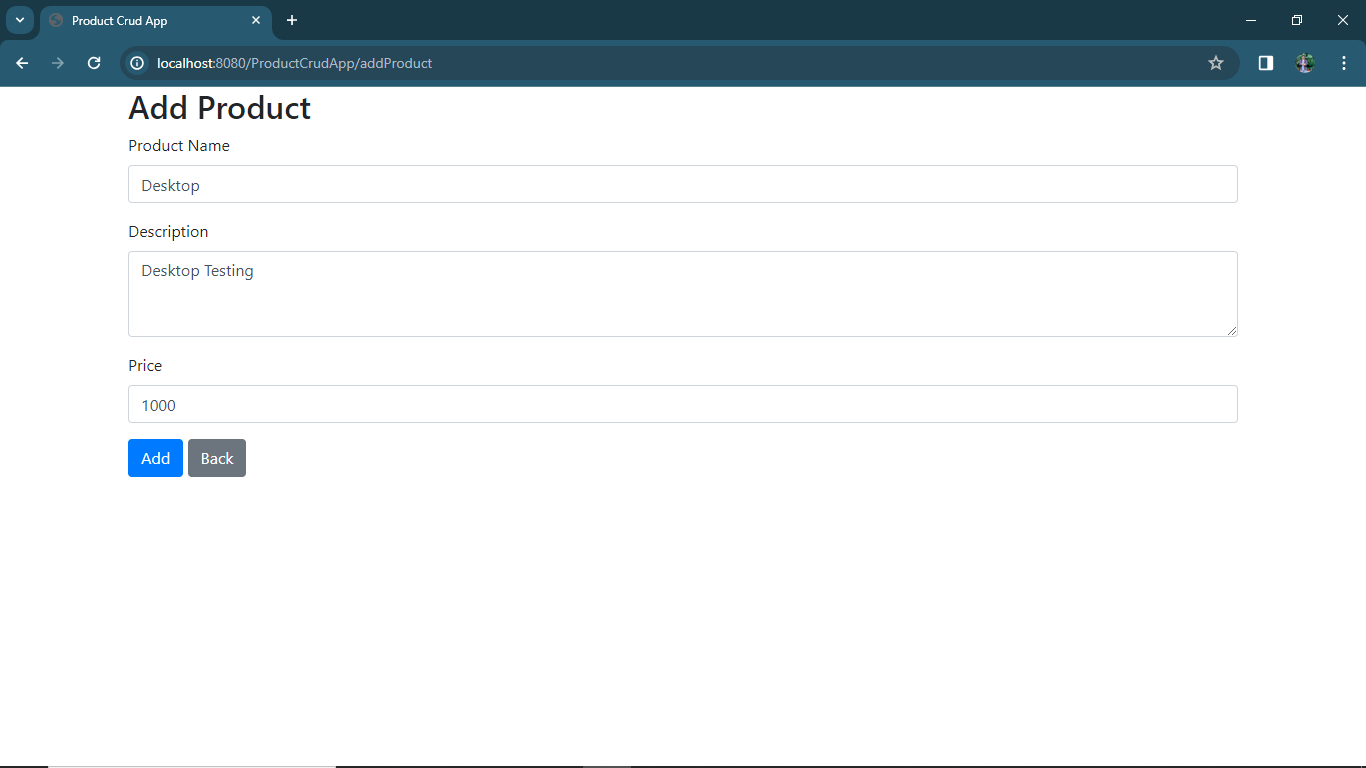 Product Crud App
localhost:8080/ProductCrudApp/addProduct
Add Product
Product Name
Desktop
Description
Desktop Testing
Price
1000
Add Back